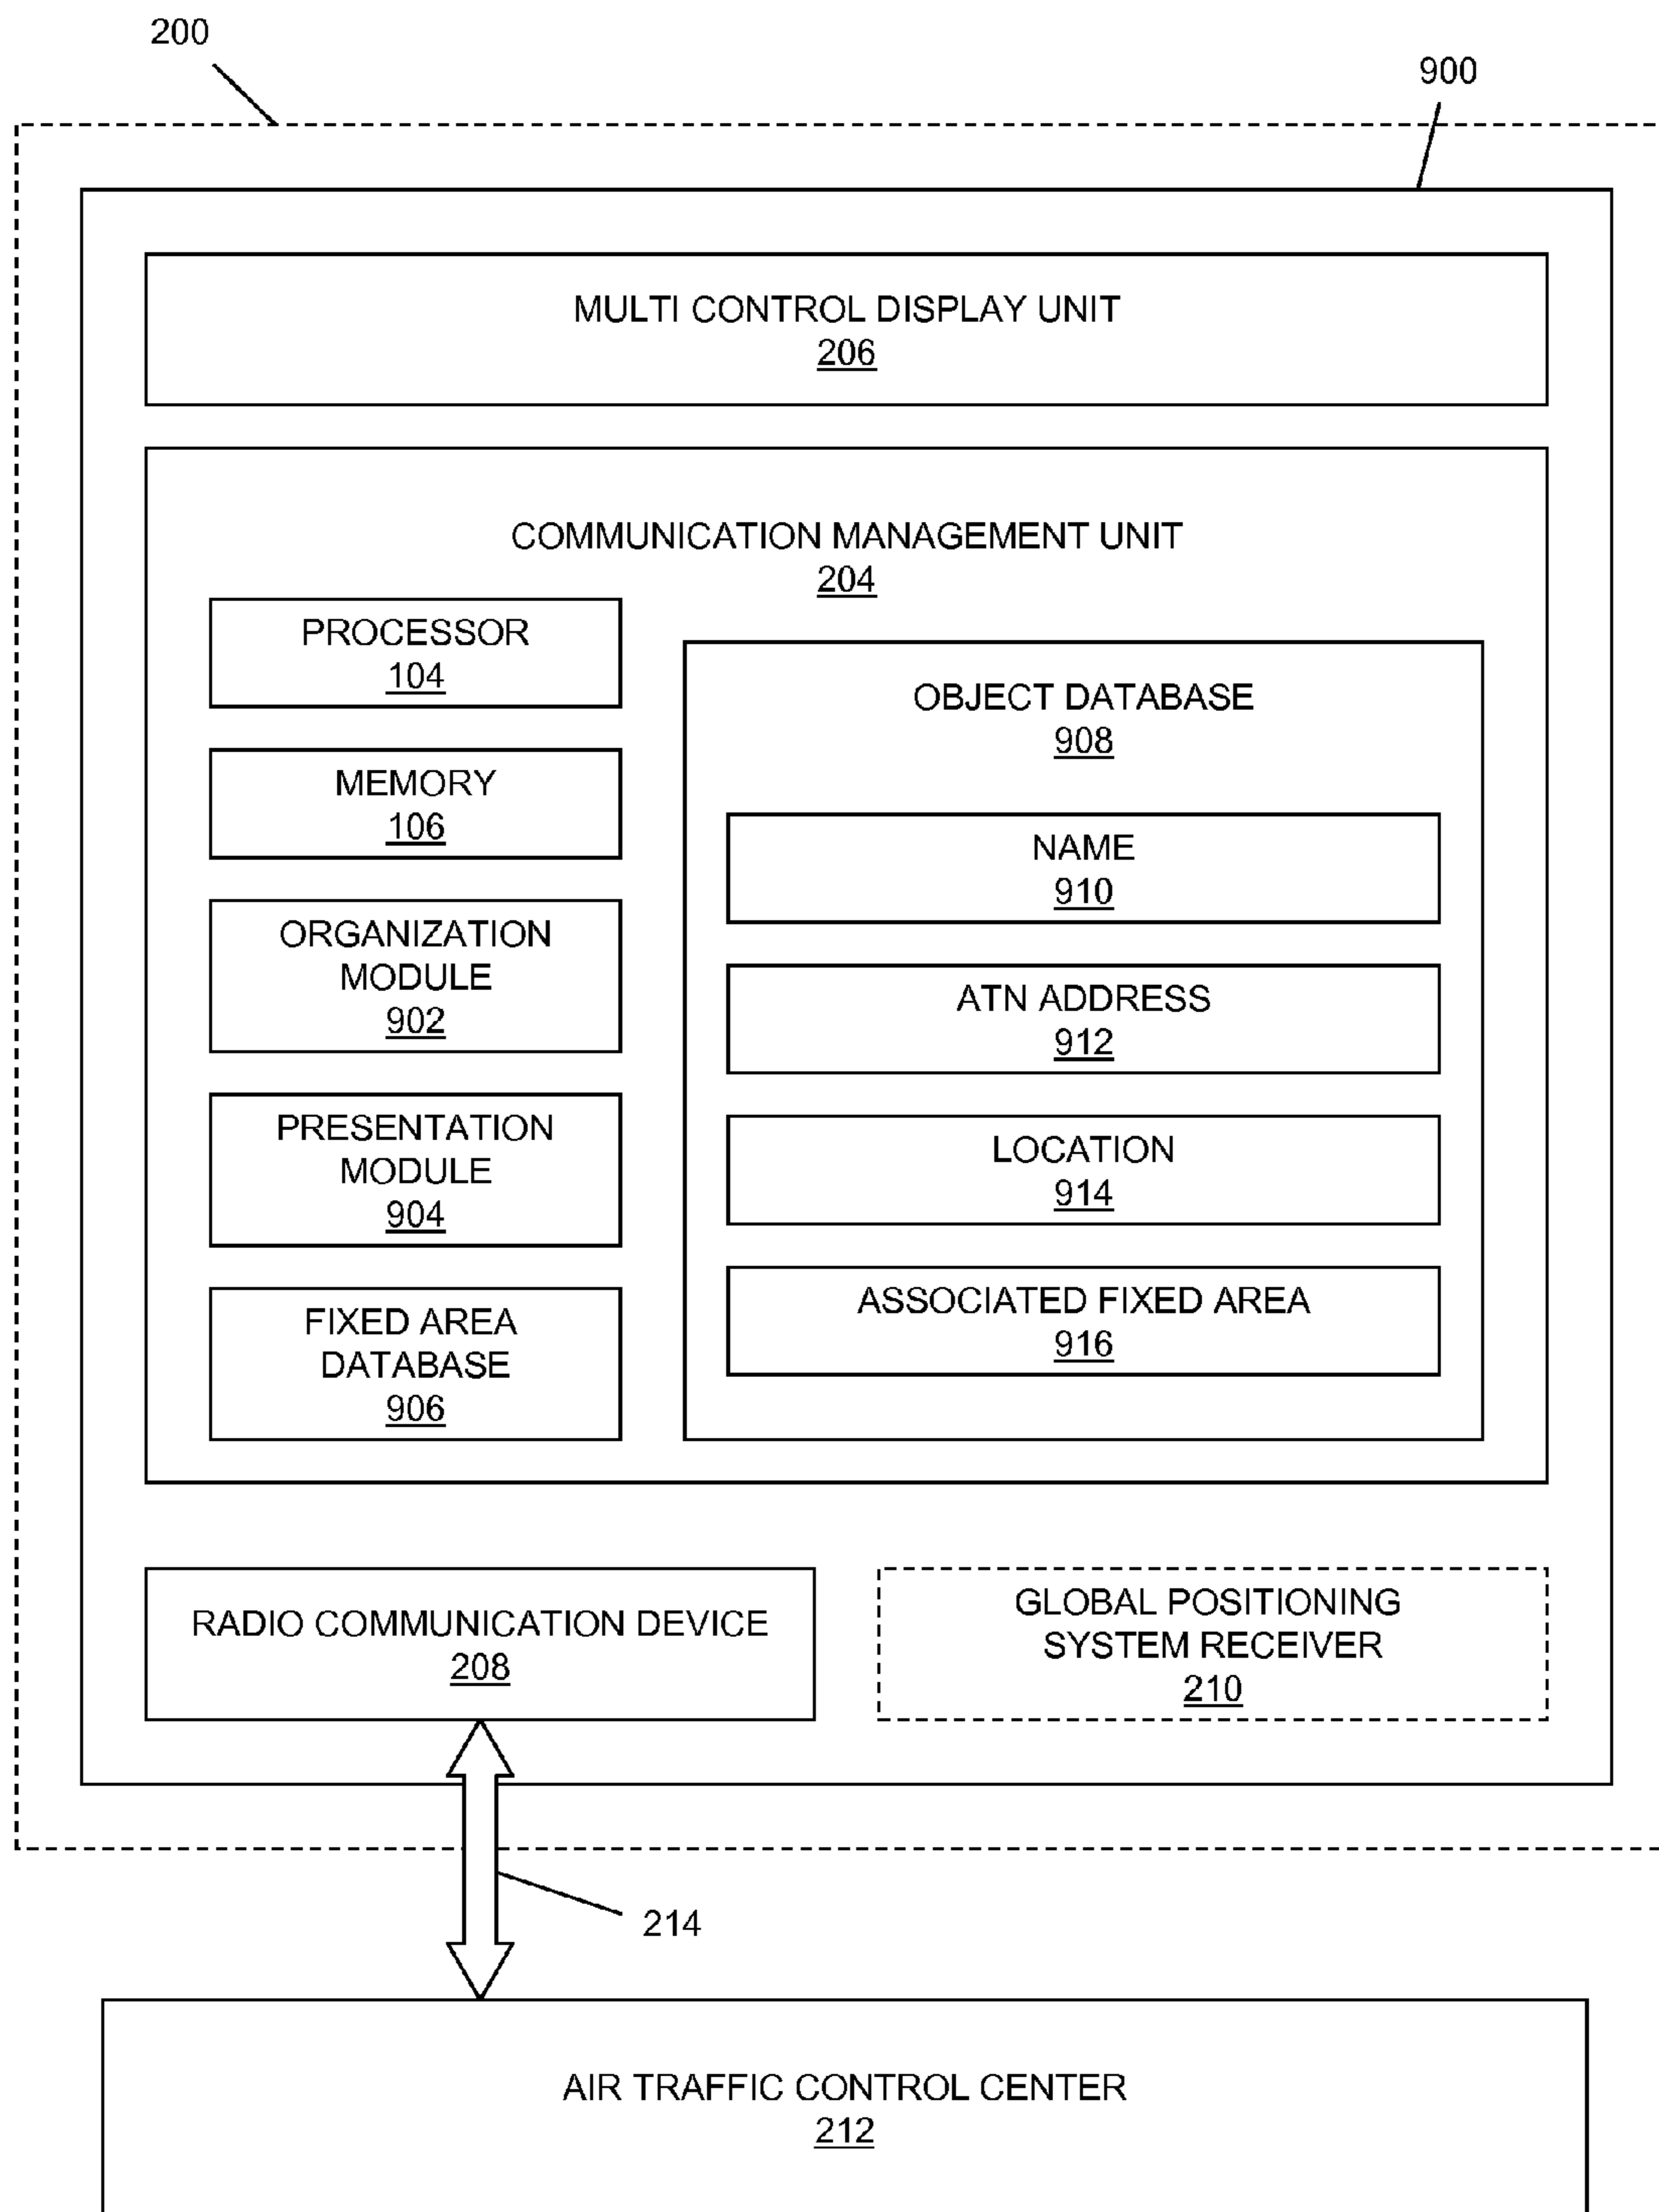 200
900
MULTI CONTROL DISPLAY UNIT
206
COMMUNICATION MANAGEMENT UNIT
204
PROCESSOR
104
MEMORY
106
ORGANIZATION
MODULE
902
PRESENTATION
MODULE
904
FIXED AREA
DATABASE
906
OBJECT DATABASE
908
NAME
910
ATN ADDRESS
912
LOCATION
914
ASSOCIATED FIXED AREA
916
RADIO COMMUNICATION DEVICE
208
GLOBAL POSITIONING
SYSTEM RECEIVER
210
214
AIR TRAFFIC CONTROL CENTER
212